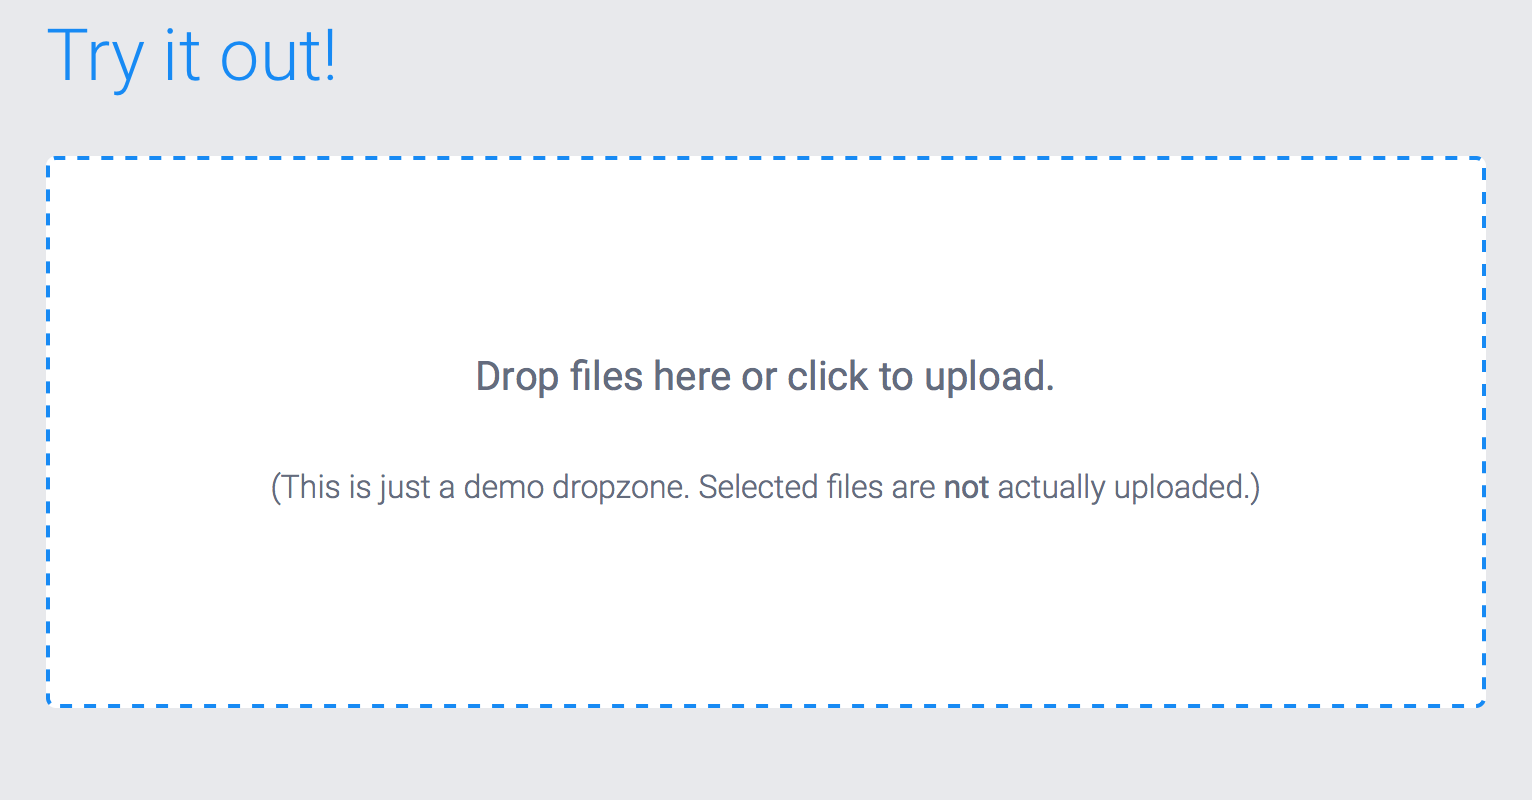 Try it out!
Drop files here or click to upload.
(This is just a demo dropzone. Selected files are not actually uploaded.)